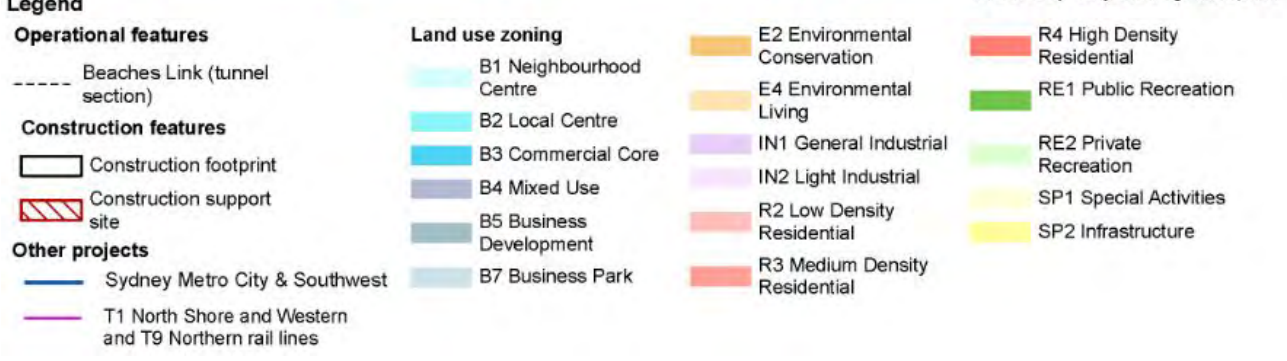 Legend
Operational features
Beaches Link (tunnel
section)
Construction features
Construction footprint
Construction support
site
Other projects
Sydney Metro City & Southwest
T1 North Shore and Western
and T9 Northern rail lines
Land use zoning
B1 Neighbourhood
Centre
B2 Local Centre
B3 Commercial Core
B4 Mixed Use
B5 Business
Development
B7 Business Park
E2 Environmental
Conservation
E4 Environmental
Living
IN1 General Industrial
IN2 Light Industrial
R2 Low Density
Residential
R3 Medium Density
Residential
R4 High Density
Residential
RE1 Public Recreation
RE2 Private
Recreation
SP1 Special Activities
SP2 Infrastructure